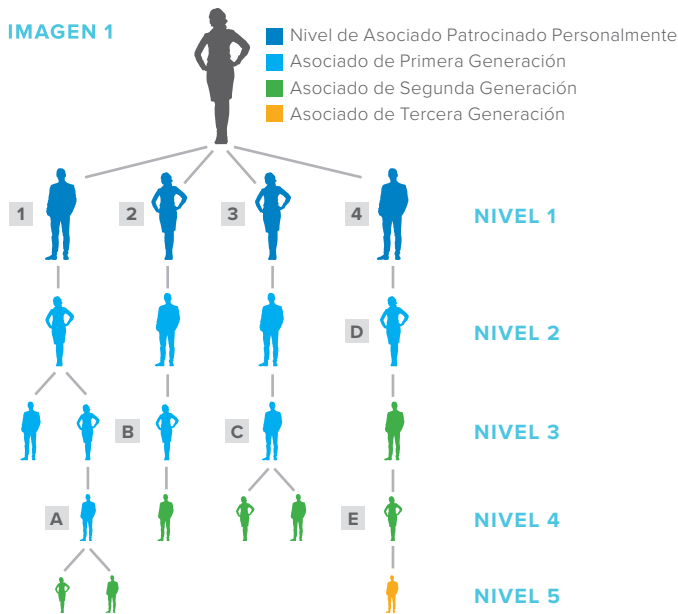 IMAGEN 1
Nivel de Asociado Patrocinado Personalmente
Asociado de Primera Generación
Asociado de Segunda Generación
Asociado de Tercera Generación
1 2 3 4 NIVEL 1
D NIVEL 2
B C NIVEL 3
A E NIVEL 4
NIVEL 5